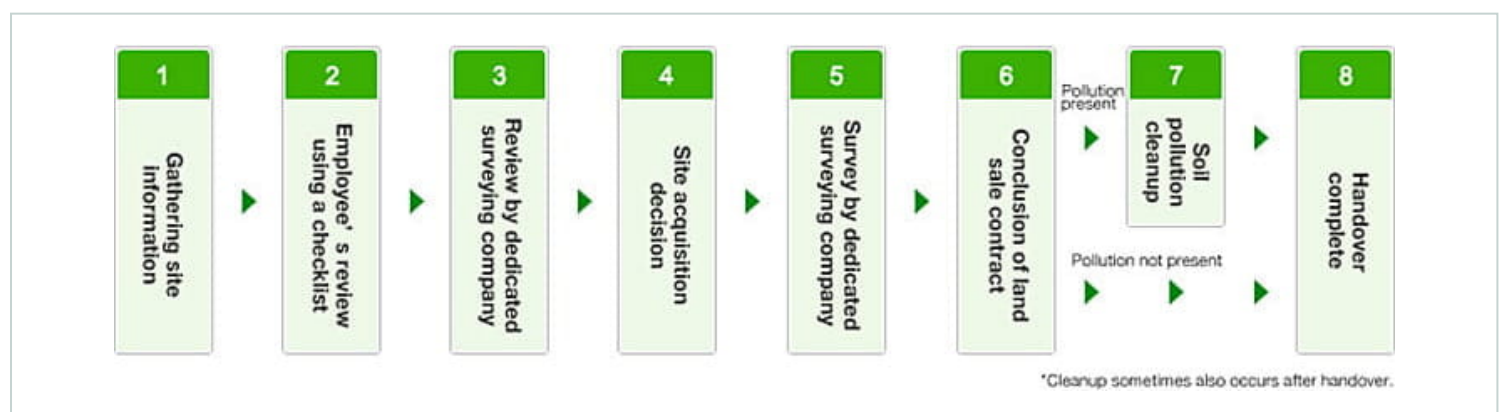 1
Gathering site
information
2
Employee's review
using a checklist
3
Review by dedicated
surveying company
4
Site acquisition
decision
5
Survey by dedicated
surveying company
6
Conclusion of land
sale contract
Pollution
present
7
Soil
pollution
cleanup
Pollution not present
8
Handover
complete
*Cleanup sometimes also occurs after handover.